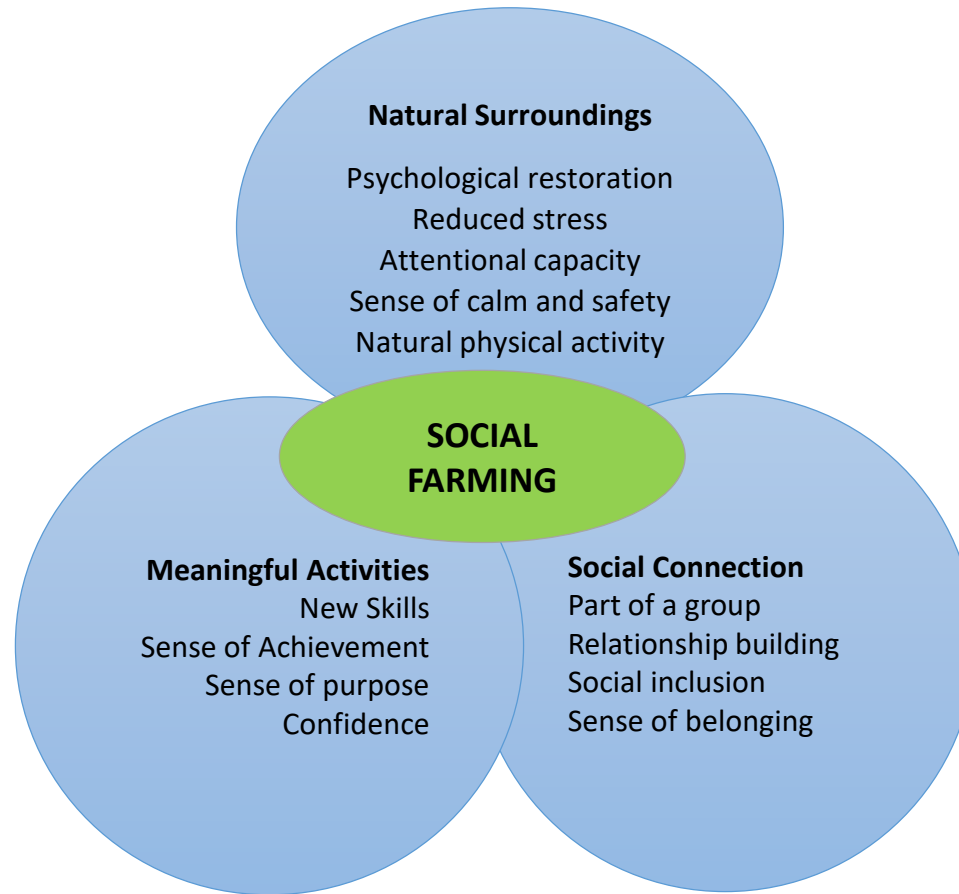 Natural Surroundings
Psychological restoration
Reduced stress
Attentional capacity
Sense of calm and safety
Natural physical activity
SOCIAL
FARMING
Meaningful Activities
New Skills
Sense of Achievement
Sense of purpose
Confidence
Social Connection
Part of a group
Relationship building
Social inclusion
Sense of belonging